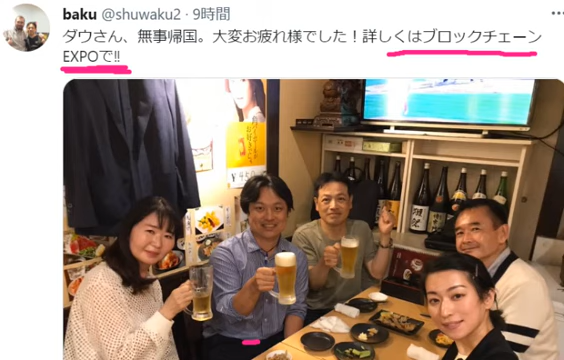 baku @shuwaku2・9時間
ダウさん、無事帰国。大変お疲れ様でした！詳しくはブロックチェーン
EXPOで‼